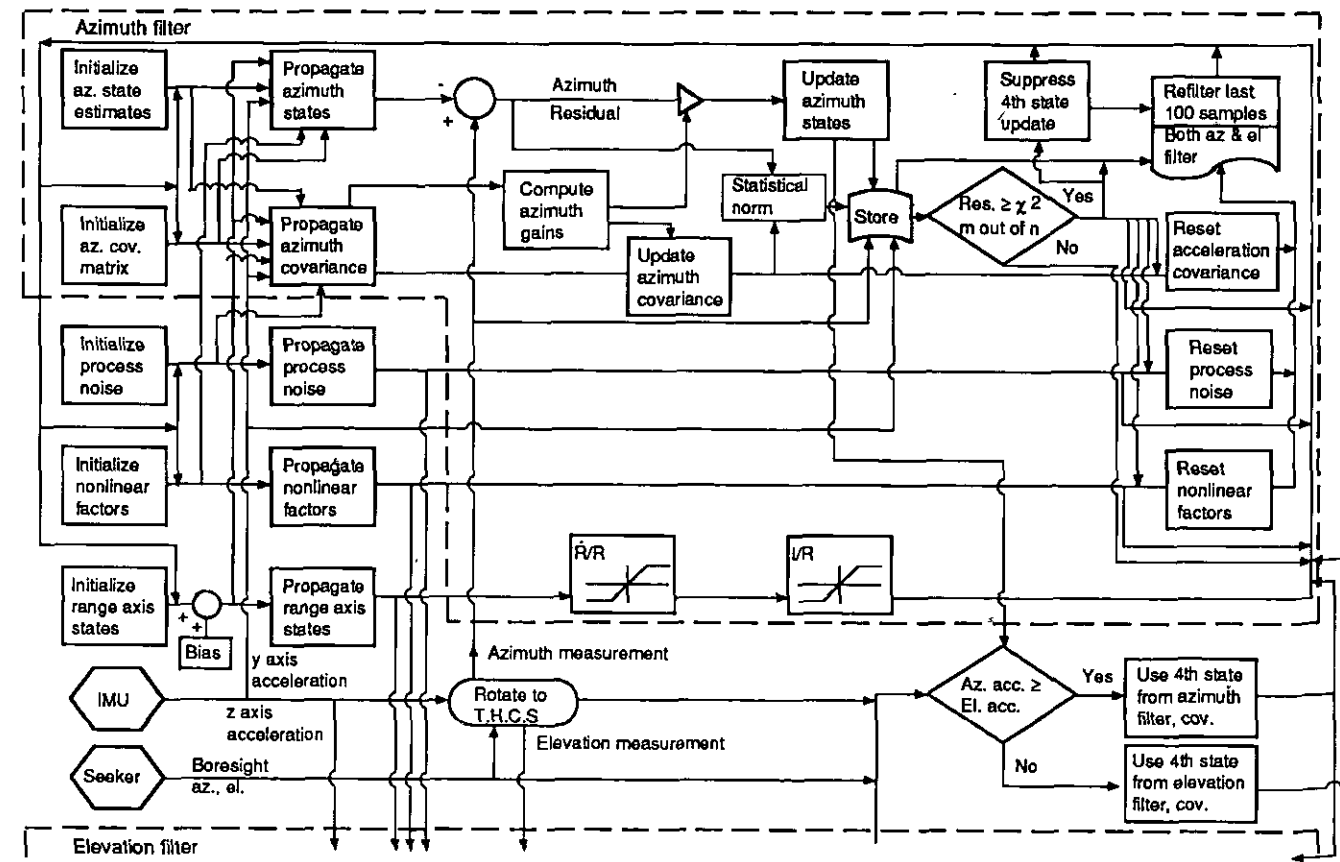 Azimuth filter
Initialize
az. state
estimates
Propagate
azimuth
states
-
+
Azimuth
Residual
Update
azimuth
states
Suppress
4th state
update
Refilter last
100 samples
Both az & el
filter
Initialize
az. cov.
matrix
Propagate
azimuth
covariance
Compute
azimuth
gains
Statistical
norm
Store
Res. ≥ χ 2
m out of n
Yes
No
Update
azimuth
covariance
Reset
acceleration
covariance
Initialize
process
noise
Propagate
process
noise
Reset
process
noise
Initialize
nonlinear
factors
Propagate
nonlinear
factors
Reset
nonlinear
factors
Initialize
range axis
states
+
+
Bias
Propagate
range axis
states
Ṙ/R
I/R
y axis
acceleration
Azimuth measurement
IMU
z axis
acceleration
Rotate to
T.H.C.S
Elevation measurement
Az. acc. ≥
El. acc.
Yes
No
Use 4th state
from azimuth
filter, cov.
Seeker
Boresight
az., el.
Use 4th state
from elevation
filter, cov.
Elevation filter